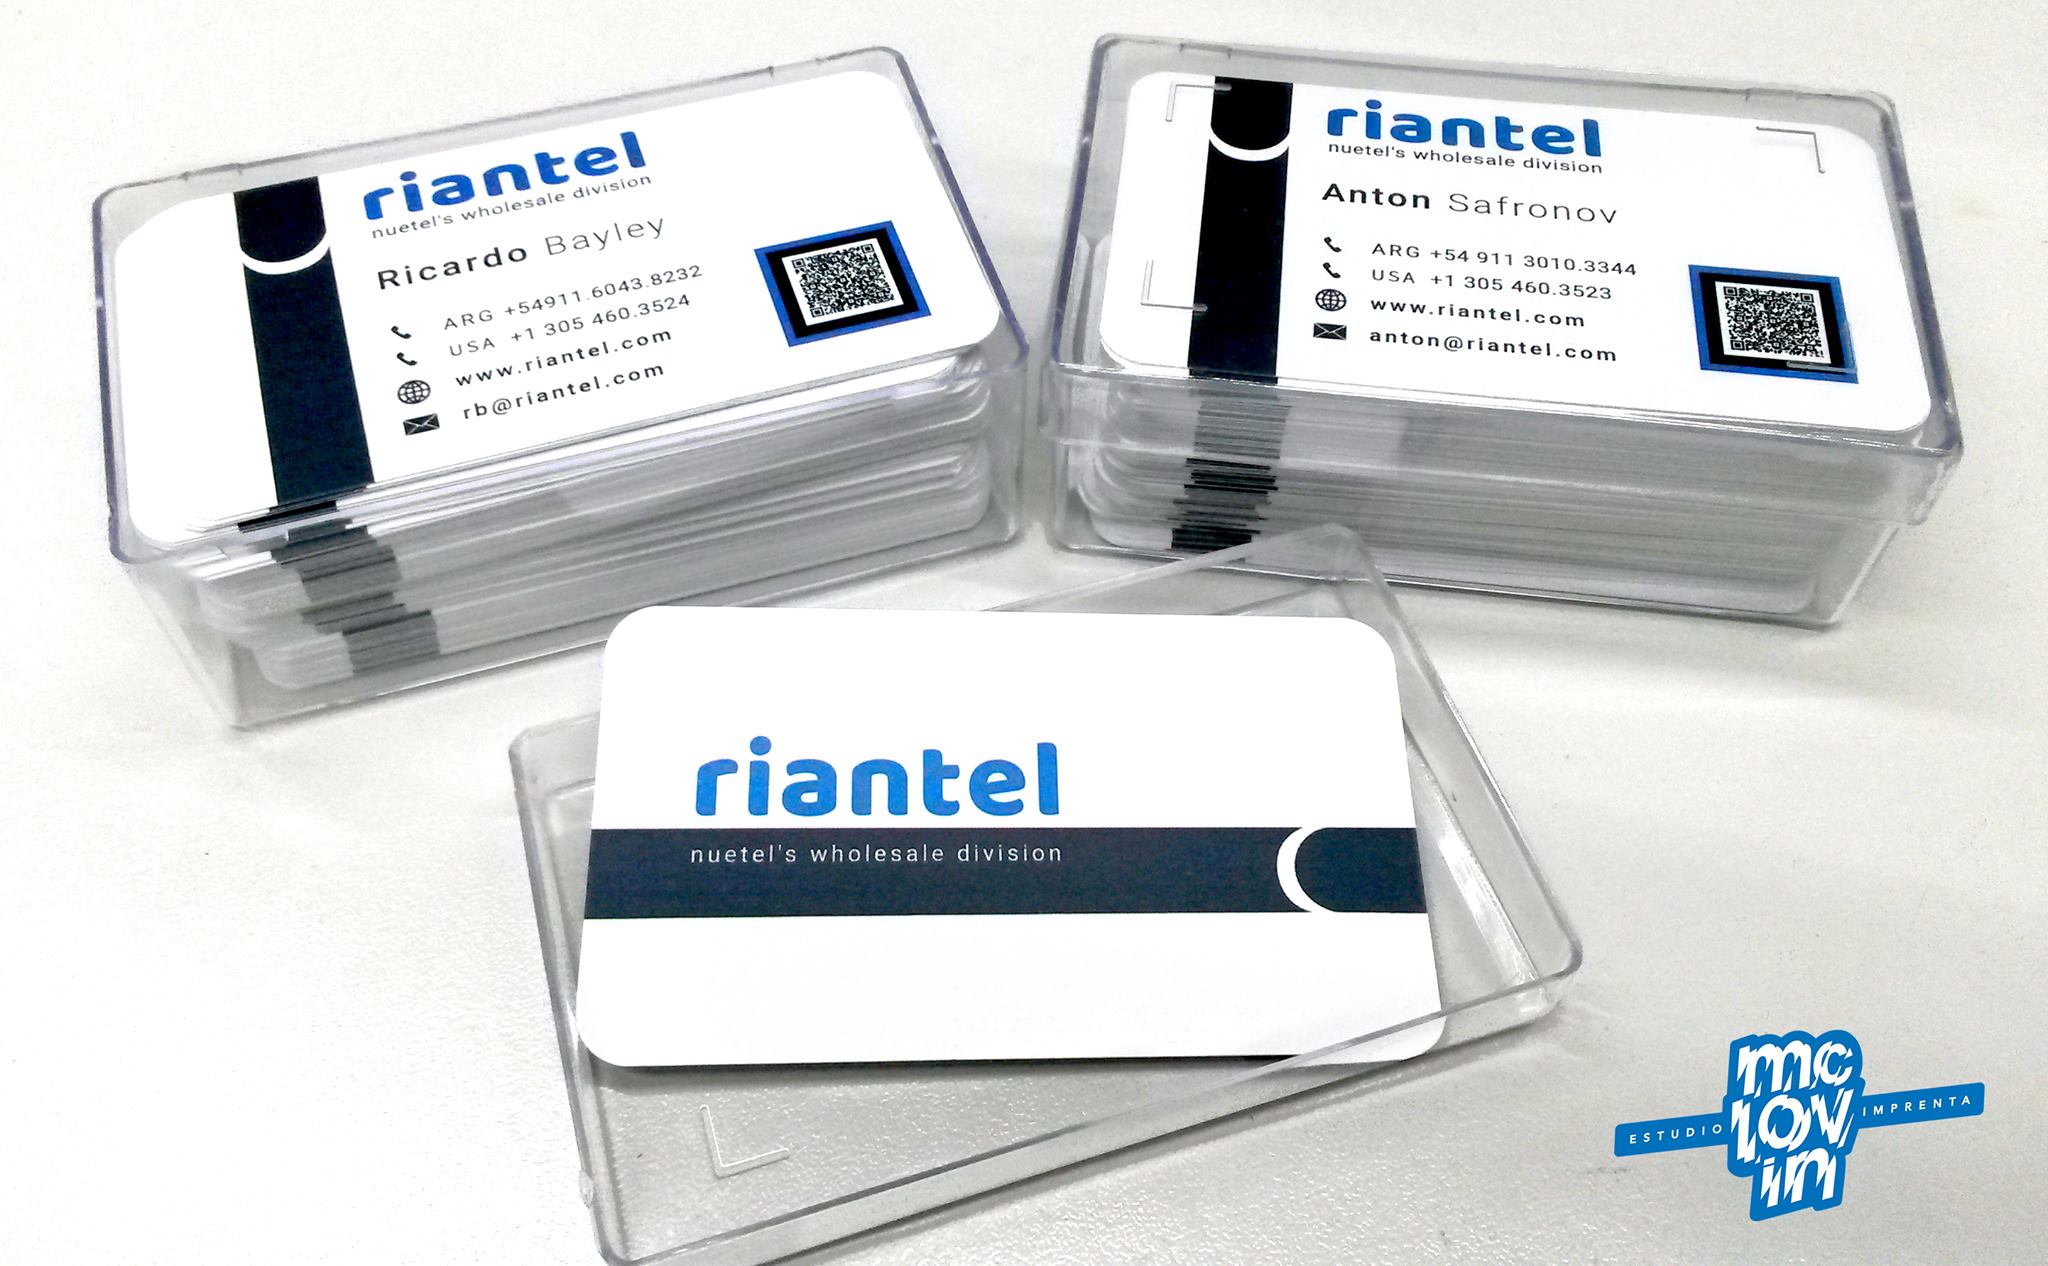 riantel
nuetel's wholesale division
Ricardo Bayley
ARG +54911.6043.8232
USA +1 305 460.3524
www.riantel.com
rb@riantel.com
riantel
nuetel's wholesale division
Anton Safronov
ARG +54 911 3010.3344
USA +1 305 460.3523
www.riantel.com
anton@riantel.com
riantel
nuetel's wholesale division
mc
lov
in
ESTUDIO
IMPRENTA